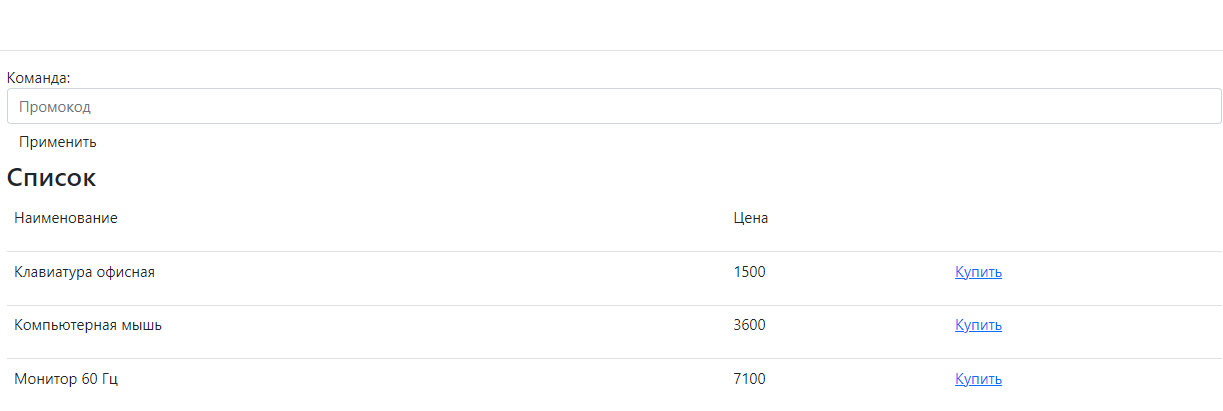 Команда:
Промокод
Применить
Список
Наименование Цена
Клавиатура офисная 1500 Купить
Компьютерная мышь 3600 Купить
Монитор 60 Гц 7100 Купить